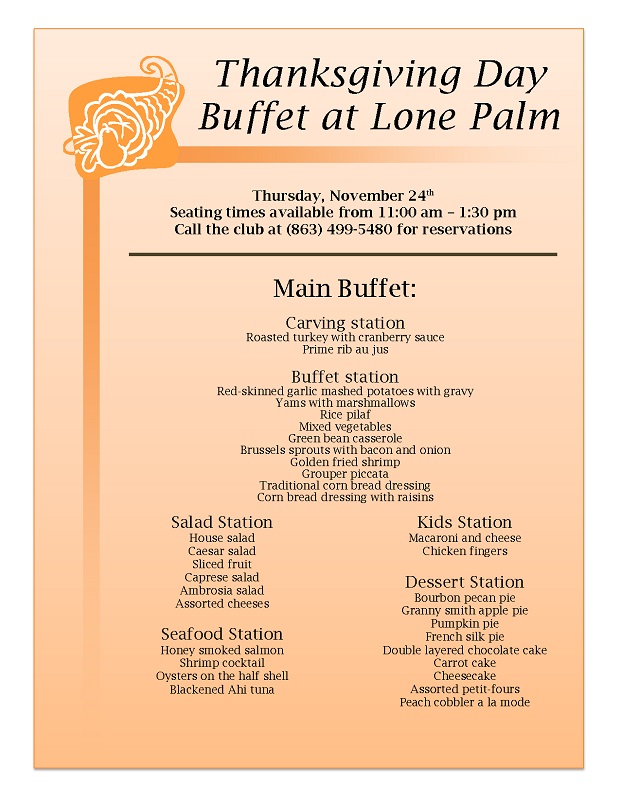 Thanksgiving Day
Buffet at Lone Palm
Thursday, November 24th
Seating times available from 11:00 am – 1:30 pm
Call the club at (863) 499-5480 for reservations
Main Buffet:
Carving station
Roasted turkey with cranberry sauce
Prime rib au jus
Buffet station
Red-skinned garlic mashed potatoes with gravy
Yams with marshmallows
Rice pilaf
Mixed vegetables
Green bean casserole
Brussels sprouts with bacon and onion
Golden fried shrimp
Grouper piccata
Traditional corn bread dressing
Corn bread dressing with raisins
Salad Station
House salad
Caesar salad
Sliced fruit
Caprese salad
Ambrosia salad
Assorted cheeses
Seafood Station
Honey smoked salmon
Shrimp cocktail
Oysters on the half shell
Blackened Ahi tuna
Kids Station
Macaroni and cheese
Chicken fingers
Dessert Station
Bourbon pecan pie
Granny smith apple pie
Pumpkin pie
French silk pie
Double layered chocolate cake
Carrot cake
Cheesecake
Assorted petit-fours
Peach cobbler a la mode